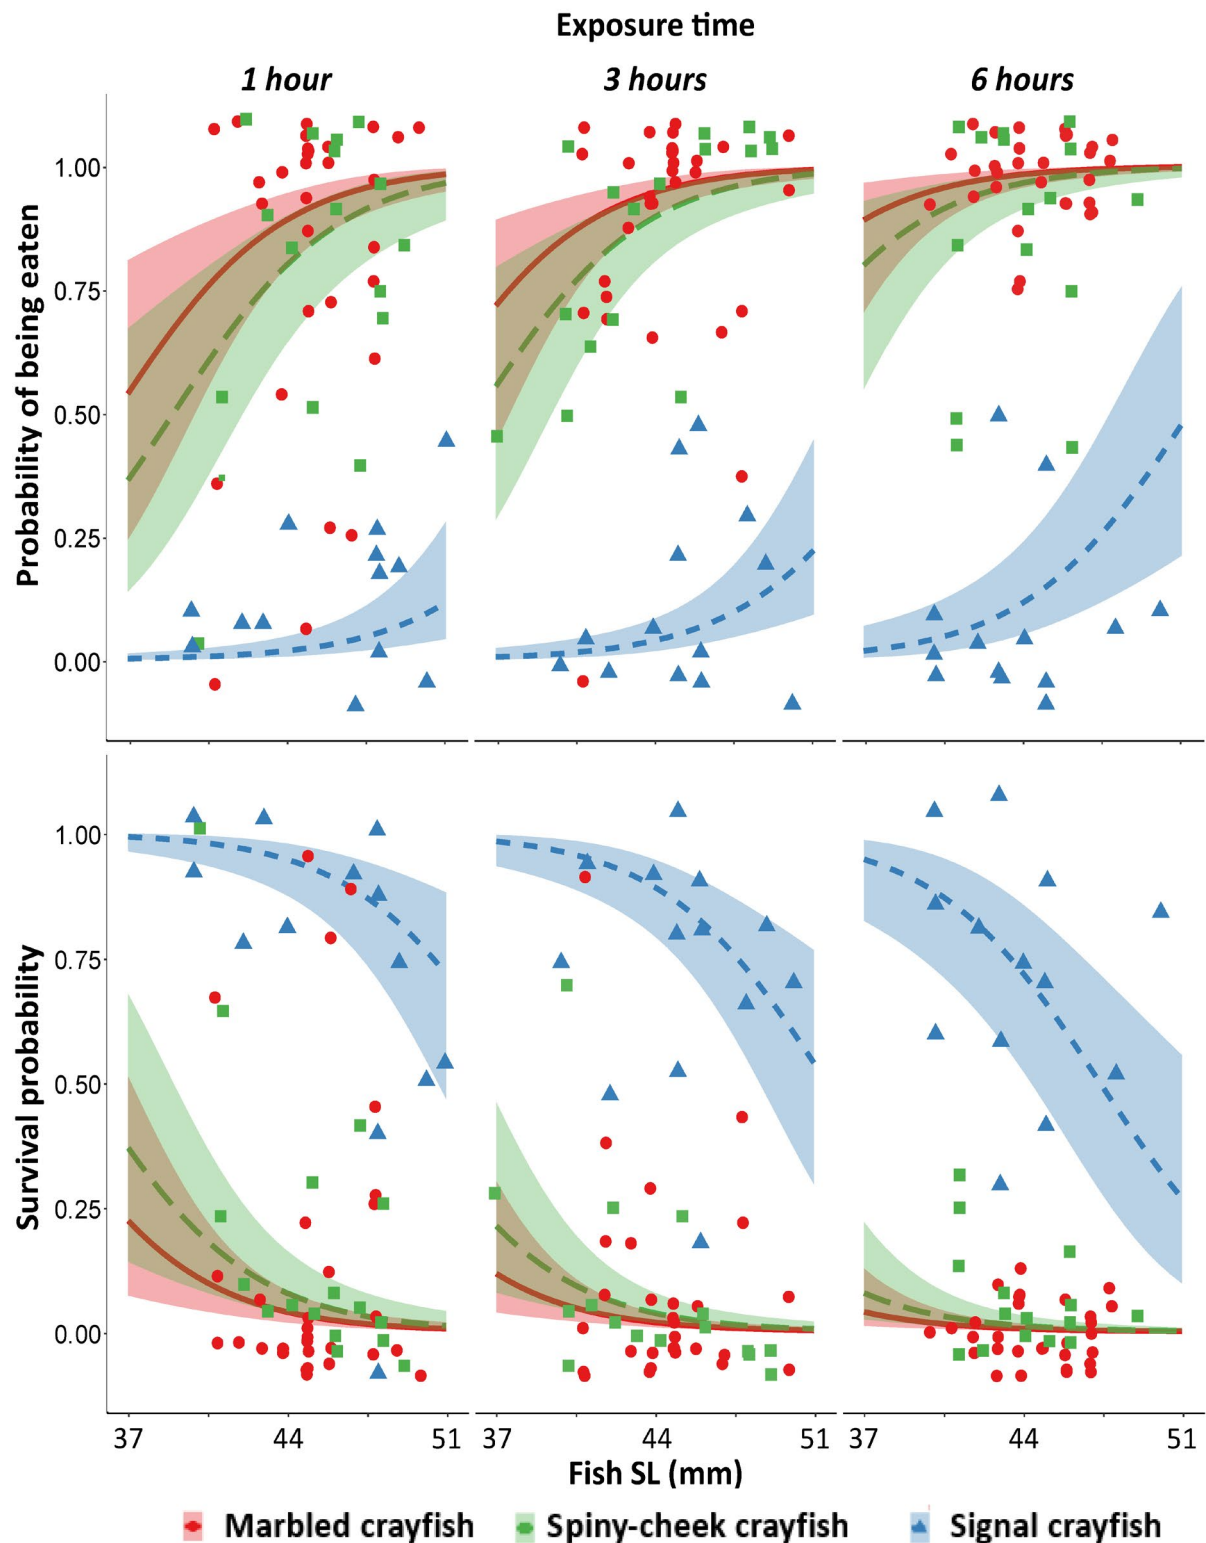 Exposure time
1 hour 3 hours 6 hours
Probability of being eaten
1.00
0.75
0.50
0.25
0.00
Survival probability
1.00
0.75
0.50
0.25
0.00
37 44 51 37 44 51 37 44 51
Fish SL (mm)
Marbled crayfish Spiny-cheek crayfish Signal crayfish